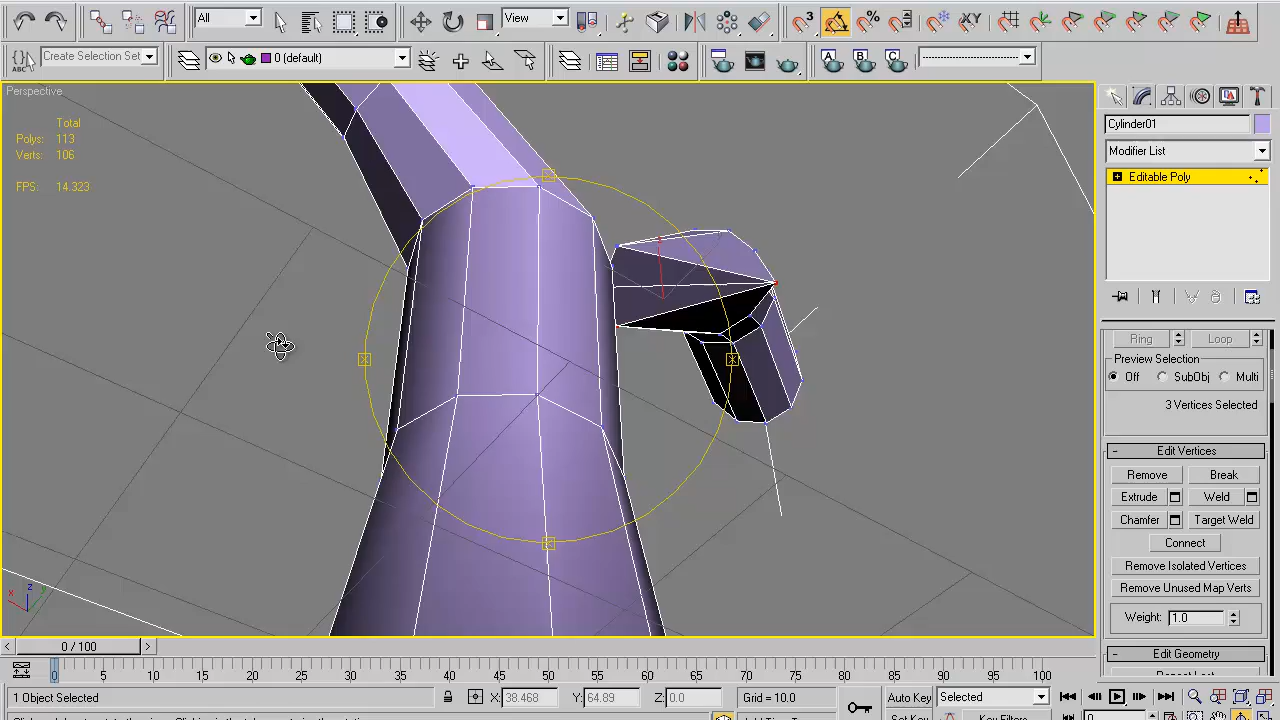 All
View
3
%
XY
ABC
Create Selection Set
0 (default)
A
B
C
Perspective
Total
Polys: 113
Verts: 106
FPS: 14.323
x
z
y
Cylinder01
Modifier List
Editable Poly
Ring
Loop
Preview Selection
Off
SubObj
Multi
3 Vertices Selected
Edit Vertices
Remove
Break
Extrude
Weld
Chamfer
Target Weld
Connect
Remove Isolated Vertices
Remove Unused Map Verts
Weight: 1.0
Edit Geometry
< 0 / 100 >
0 5 10 15 20 25 30 35 40 45 50 55 60 65 70 75 80 85 90 95 100
1 Object Selected
X: 38.468
Y: 64.89
Z: 0.0
Grid = 10.0
Auto Key
Selected